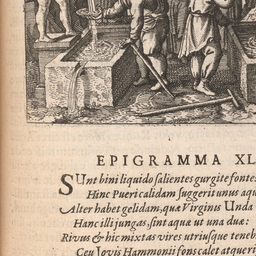 EPIGRAMMA XL
SUnt bini liquido salientes gurgite fontes
Hinc Pueri calidam suggerit unus aqu
Alter habet gelidam, quæ Virginis Unda
Hanc illi jungas, sint aqua ut una duæ:
Rivus & hic mixtas vires utriusque teneb
Ceu Jovis Hammonii fons calet atque ri